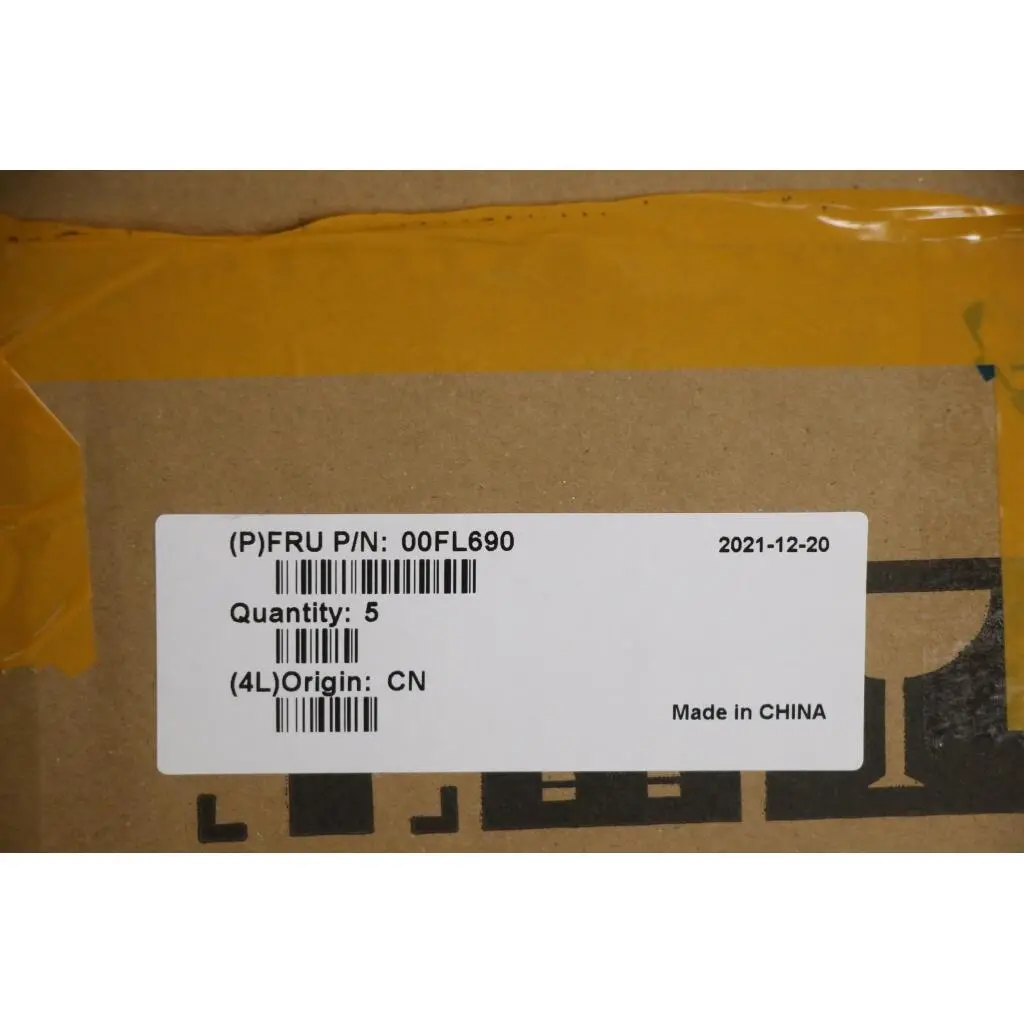 (P)FRU P/N: 00FL690
2021-12-20
Quantity: 5
(4L)Origin: CN
Made in CHINA